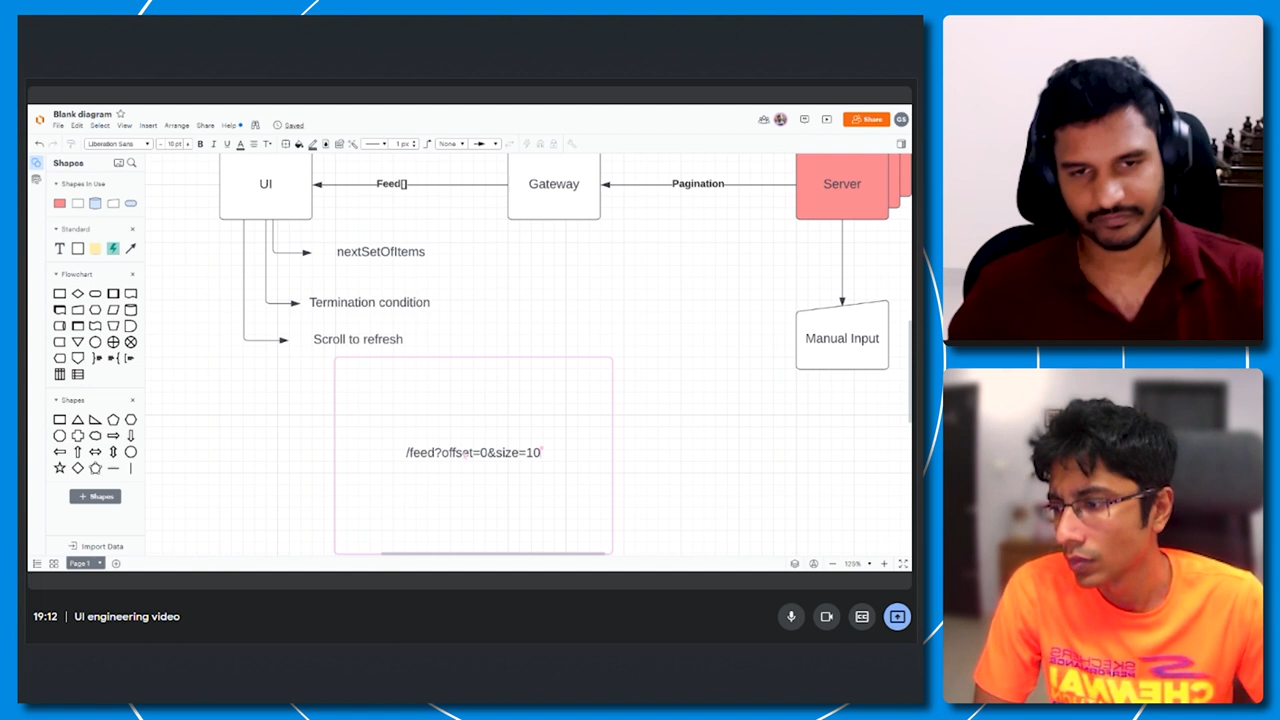 Blank diagram
File Edit Select View Insert Arrange Share Help
Saved
Share
GS
Liberation Sans
10 pt
B I U A T
1 px
None
Shapes
Shapes In Use
Standard
T
Flowchart
Shapes
+ Shapes
Import Data
UI
Feed[]
Gateway
Pagination
Server
nextSetOfItems
Termination condition
Scroll to refresh
Manual Input
/feed?offset=0&size=10
Page 1
125%
19:12 | UI engineering video
CC
SKECHERS
PERFORMANCE
CHENNAI